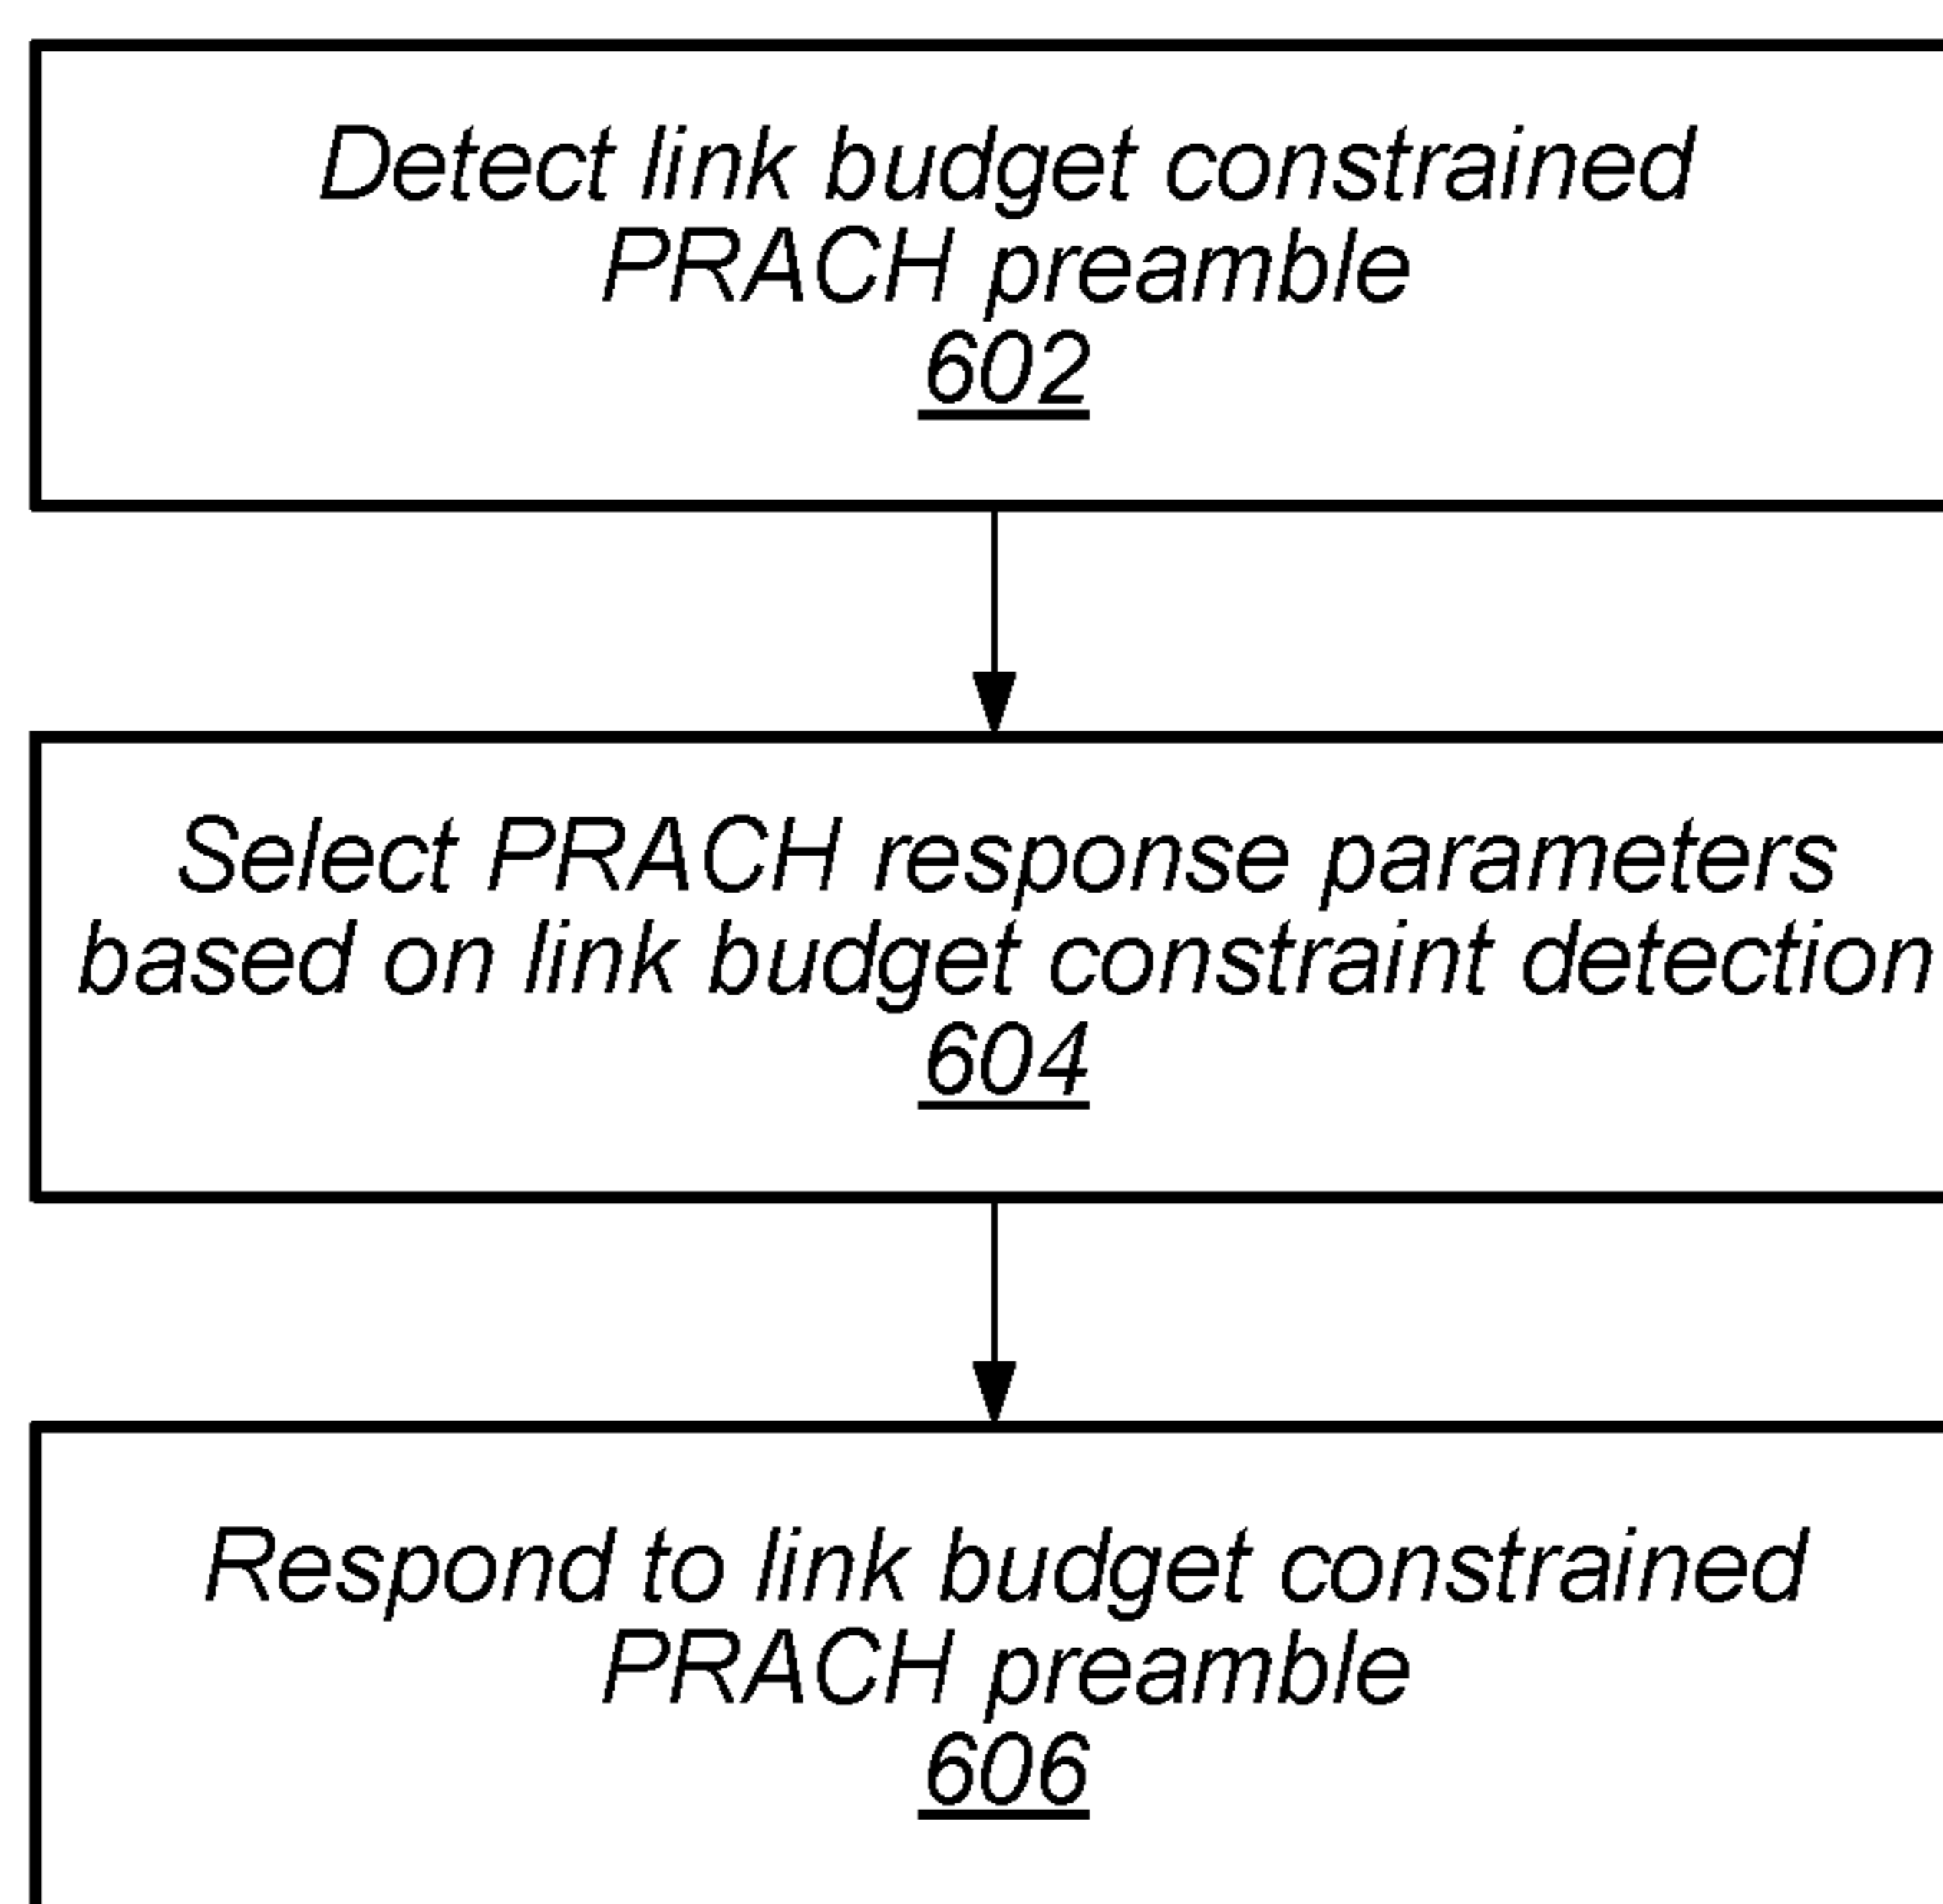 Detect link budget constrained
PRACH preamble
602
Select PRACH response parameters
based on link budget constraint detection
604
Respond to link budget constrained
PRACH preamble
606